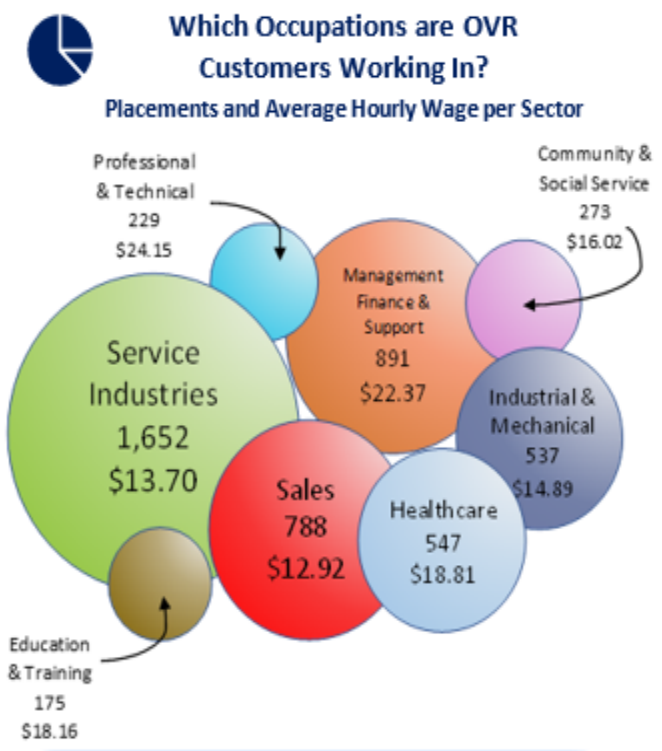 Which Occupations are OVR
Customers Working In?
Placements and Average Hourly Wage per Sector
Professional
& Technical
229
$24.15
Community &
Social Service
273
$16.02
Management
Finance &
Support
891
$22.37
Service
Industries
1,652
$13.70
Industrial &
Mechanical
537
$14.89
Sales
788
$12.92
Healthcare
547
$18.81
Education
& Training
175
$18.16